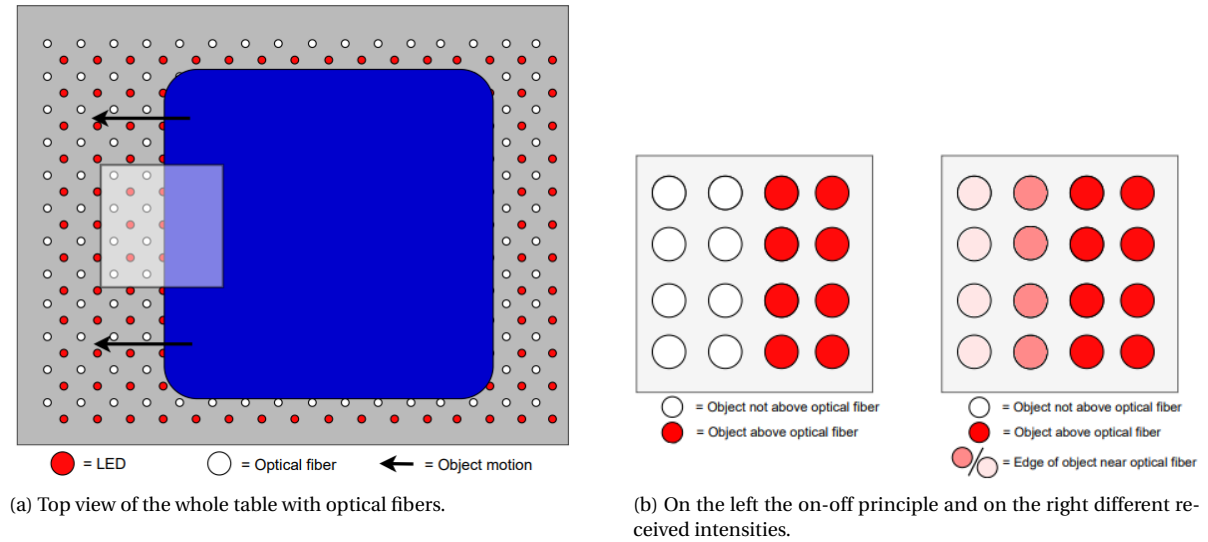 = LED
= Optical fiber
= Object motion
(a) Top view of the whole table with optical fibers.
= Object not above optical fiber
= Object above optical fiber
= Object not above optical fiber
= Object above optical fiber
= Edge of object near optical fiber
(b) On the left the on-off principle and on the right different re-
ceived intensities.